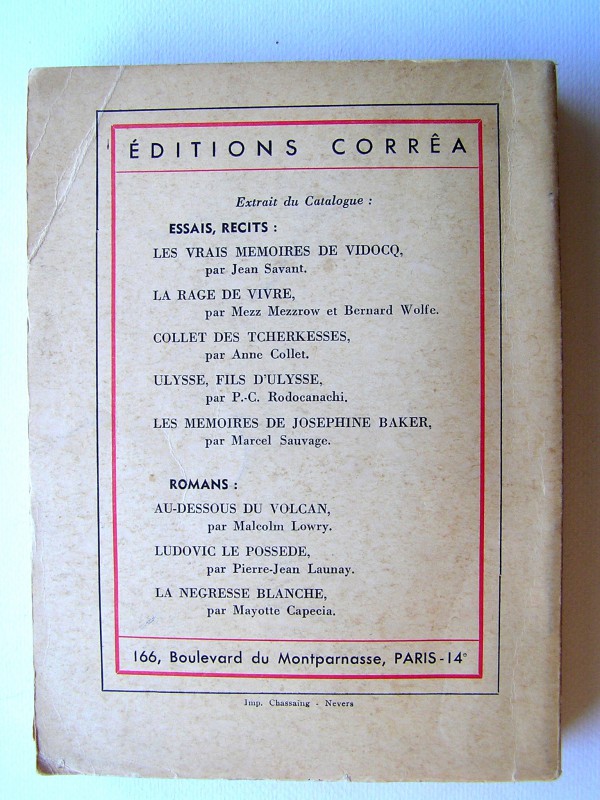 ÉDITIONS CORRÊA
Extrait du Catalogue :
ESSAIS, RECITS :
LES VRAIS MEMOIRES DE VIDOCQ,
par Jean Savant.
LA RAGE DE VIVRE,
par Mezz Mezzrow et Bernard Wolfe.
COLLET DES TCHERKESSES,
par Anne Collet.
ULYSSE, FILS D'ULYSSE,
par P.-C. Rodocanachi.
LES MEMOIRES DE JOSEPHINE BAKER,
par Marcel Sauvage.
ROMANS :
AU-DESSOUS DU VOLCAN,
par Malcolm Lowry.
LUDOVIC LE POSSEDE,
par Pierre-Jean Launay.
LA NEGRESSE BLANCHE,
par Mayotte Capecia.
166, Boulevard du Montparnasse, PARIS-14e
Imp. Chassaing - Nevers